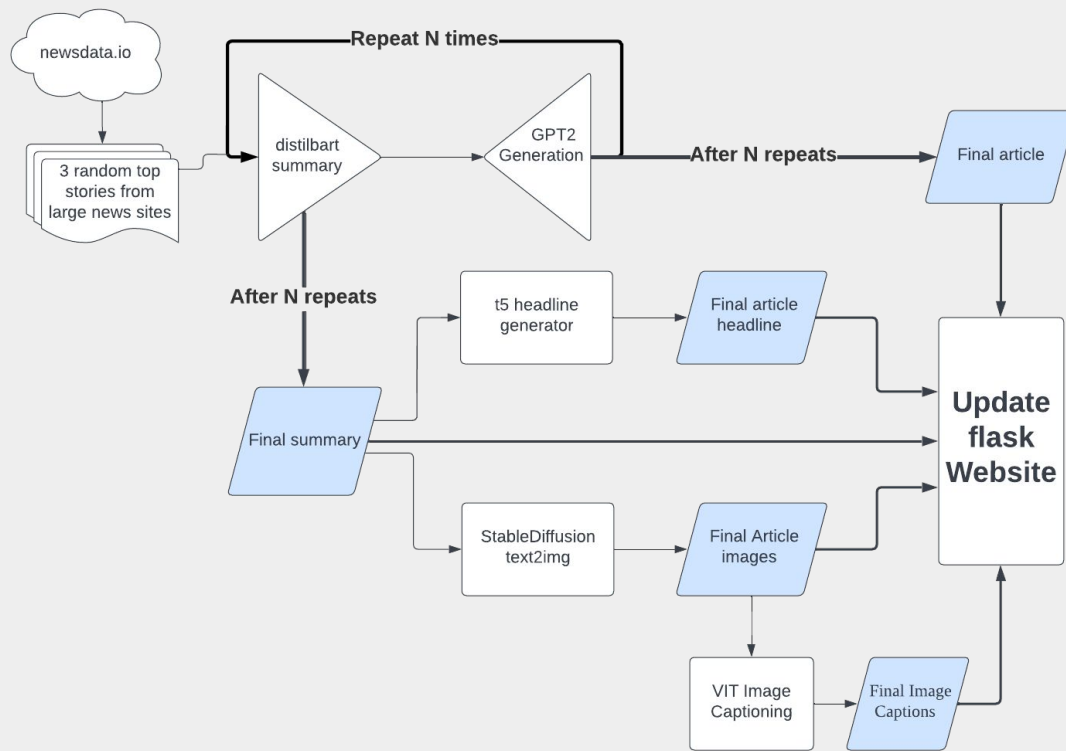 newsdata.io
Repeat N times
3 random top
stories from
large news sites
distilbart
summary
GPT2
Generation
After N repeats
Final article
After N repeats
t5 headline
generator
Final article
headline
Final summary
Update
flask
Website
StableDiffusion
text2img
Final Article
images
VIT Image
Captioning
Final Image
Captions